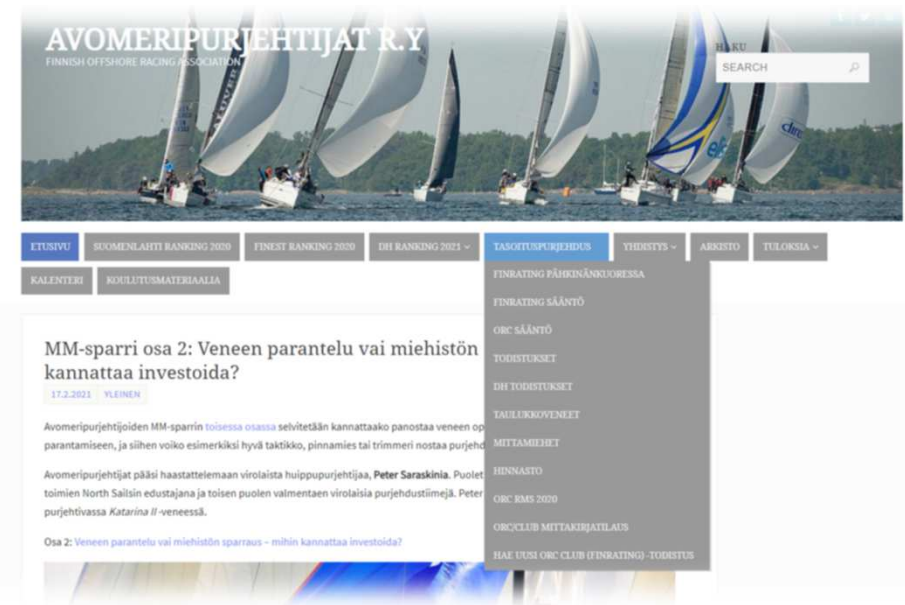 AVOMERIPURJEHTIJAT R.Y
FINNISH OFFSHORE RACING ASSOCIATION
HAKU
SEARCH
ETUSIVU
SUOMENLAHTI RANKING 2020
FINEST RANKING 2020
DH RANKING 2021
TASOITUSPURJEHDUS
YHDISTYS
ARKISTO
TULOKSIA
KALENTERI
KOULUTUSMATERIAALIA
FINRATING PÄHKINÄNKUORESSA
FINRATING SÄÄNTÖ
ORC SÄÄNTÖ
TODISTUKSET
DH TODISTUKSET
TAULUKKOVENEET
MITTAMIEHET
HINNASTO
ORC RMS 2020
ORC/CLUB MITTAKIRJATILAUS
HAE UUSI ORC CLUB (FINRATING) -TODISTUS
MM-sparri osa 2: Veneen parantelu vai miehistön
kannattaa investoida?
17.2.2021 YLEINEN
Avomeripurjehtijoiden MM-sparrin toisessa osassa selvitetään kannattaako panostaa veneen op
parantamiseen, ja siihen voiko esimerkiksi hyvä taktikko, pinnamies tai trimmeri nostaa purjehd
Avomeripurjehtijat pääsi haastattelemaan virolaista huippupurjehtijaa, Peter Saraskinia. Puolet
toimien North Sailsin edustajana ja toisen puolen valmentaen virolaisia purjehdustiimejä. Peter
purjehtivassa Katarina II -veneessä.
Osa 2: Veneen parantelu vai miehistön sparraus – mihin kannattaa investoida?